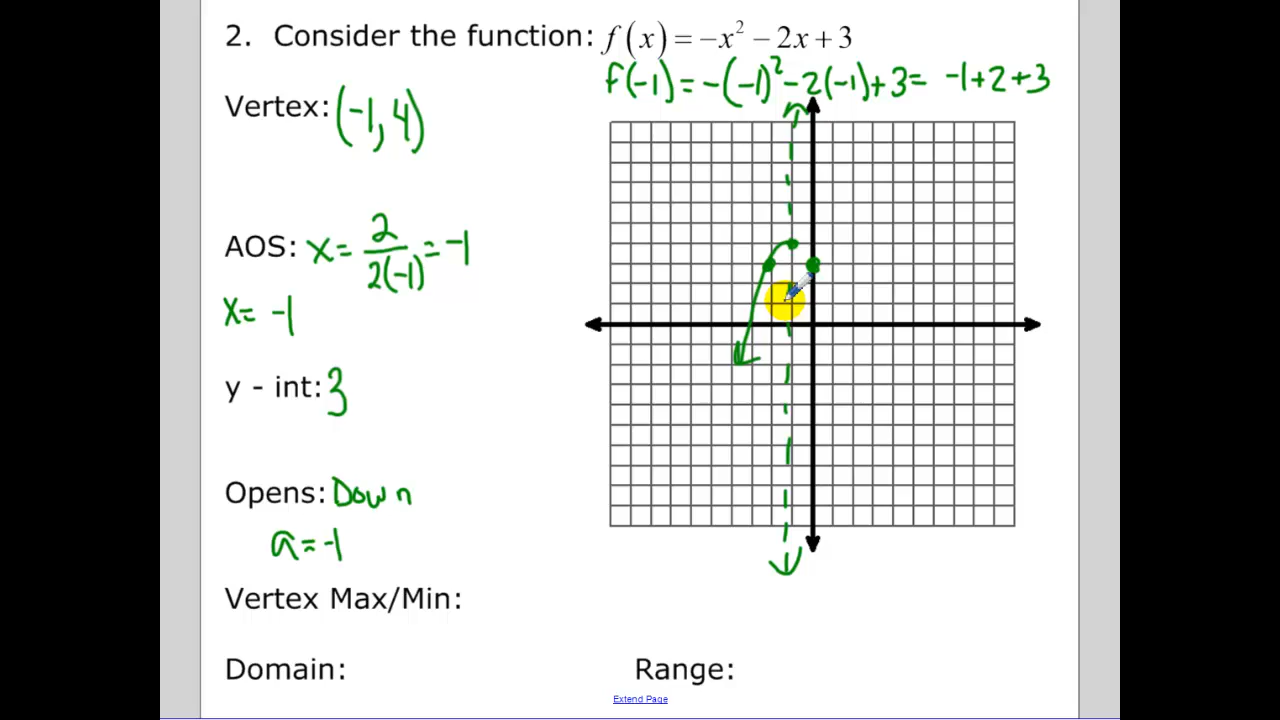 2. Consider the function: f(x) = −x² − 2x + 3
f(-1) = -(-1)² - 2(-1) + 3 = -1 + 2 + 3
Vertex: (-1, 4)
AOS: x = 2/2(-1) = -1
x = -1
y - int: 3
Opens: Down
a = -1
Vertex Max/Min:
Domain: Range:
Extend Page